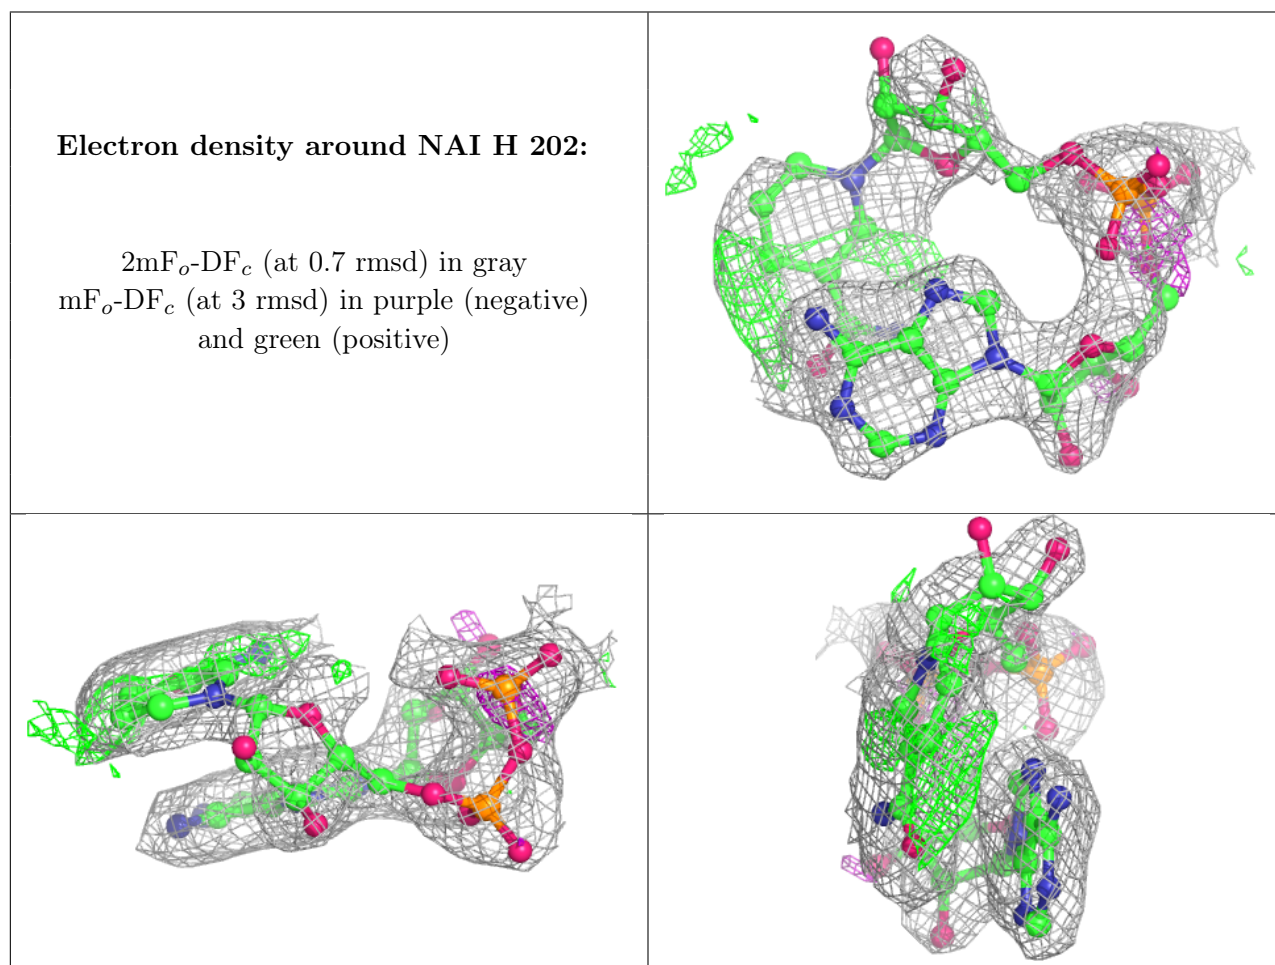 Electron density around NAI H 202:
2mFo-DFc (at 0.7 rmsd) in gray
mFo-DFc (at 3 rmsd) in purple (negative)
and green (positive)